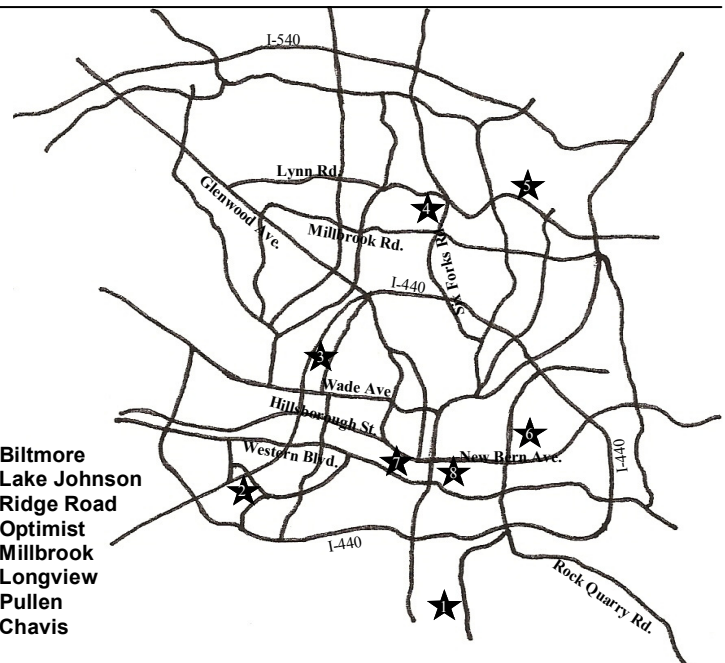 I-540
Lynn Rd.
5
4
Glenwood Ave.
Millbrook Rd.
Six Forks Rd.
I-440
3
Wade Ave
Hillsborough St.
6
I-440
Biltmore
Lake Johnson
Ridge Road
Optimist
Millbrook
Longview
Pullen
Chavis
Western Blvd.
7
New Bern Ave.
8
2
I-440
Rock Quarry Rd.
1